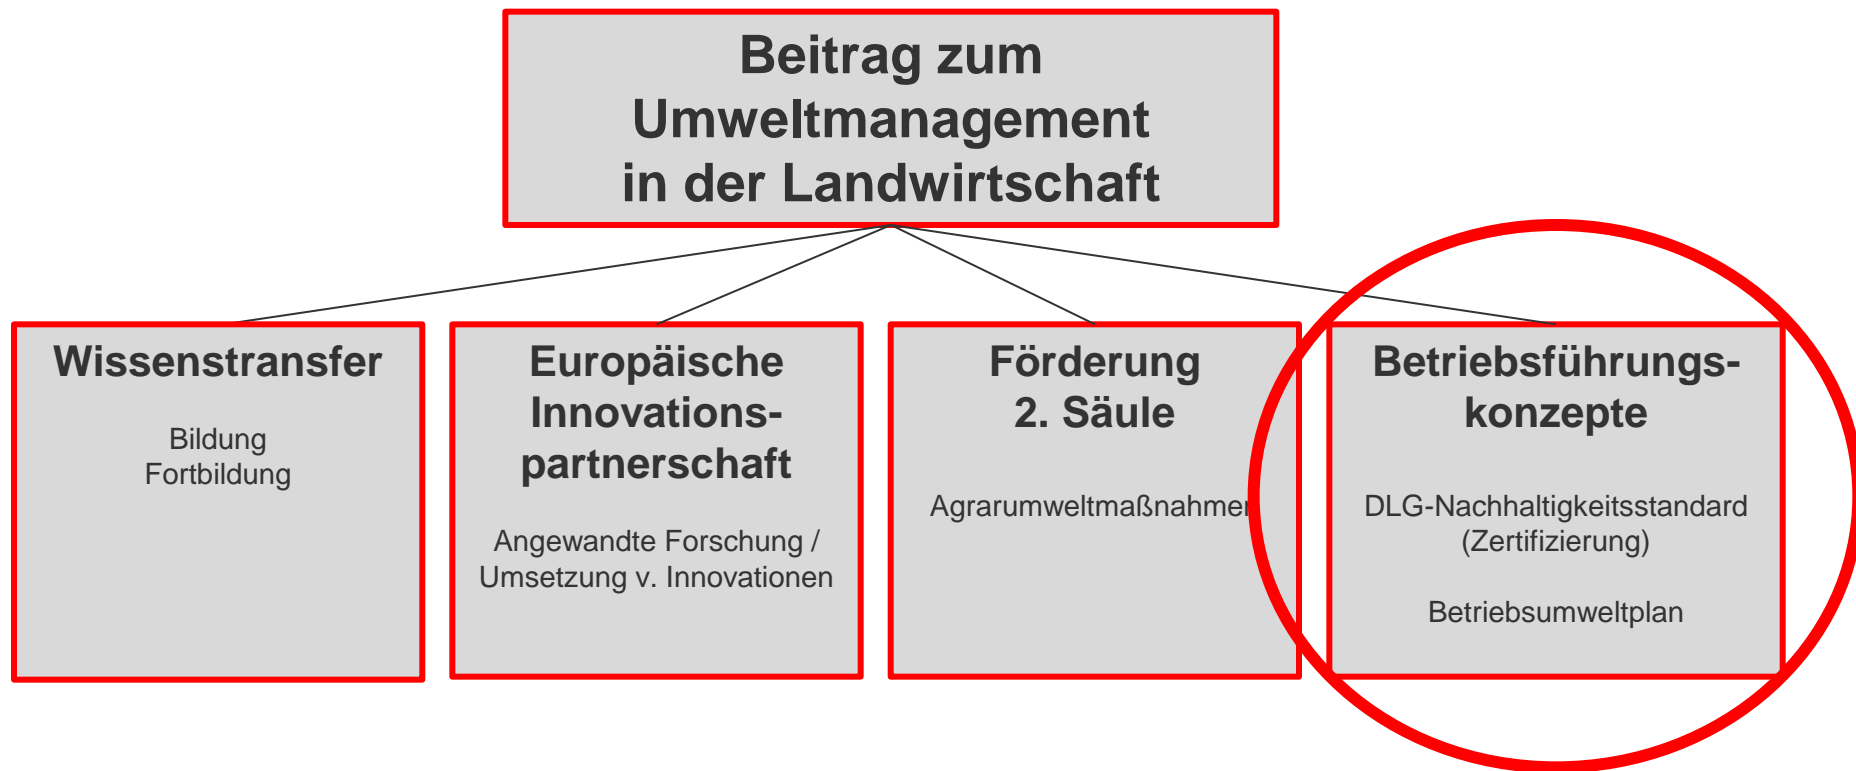 Beitrag zum
Umweltmanagement
in der Landwirtschaft
Wissenstransfer
Bildung
Fortbildung
Europäische
Innovations-
partnerschaft
Angewandte Forschung /
Umsetzung v. Innovationen
Förderung
2. Säule
Agrarumweltmaßnahmen
Betriebsführungs-
konzepte
DLG-Nachhaltigkeitsstandard
(Zertifizierung)
Betriebsumweltplan